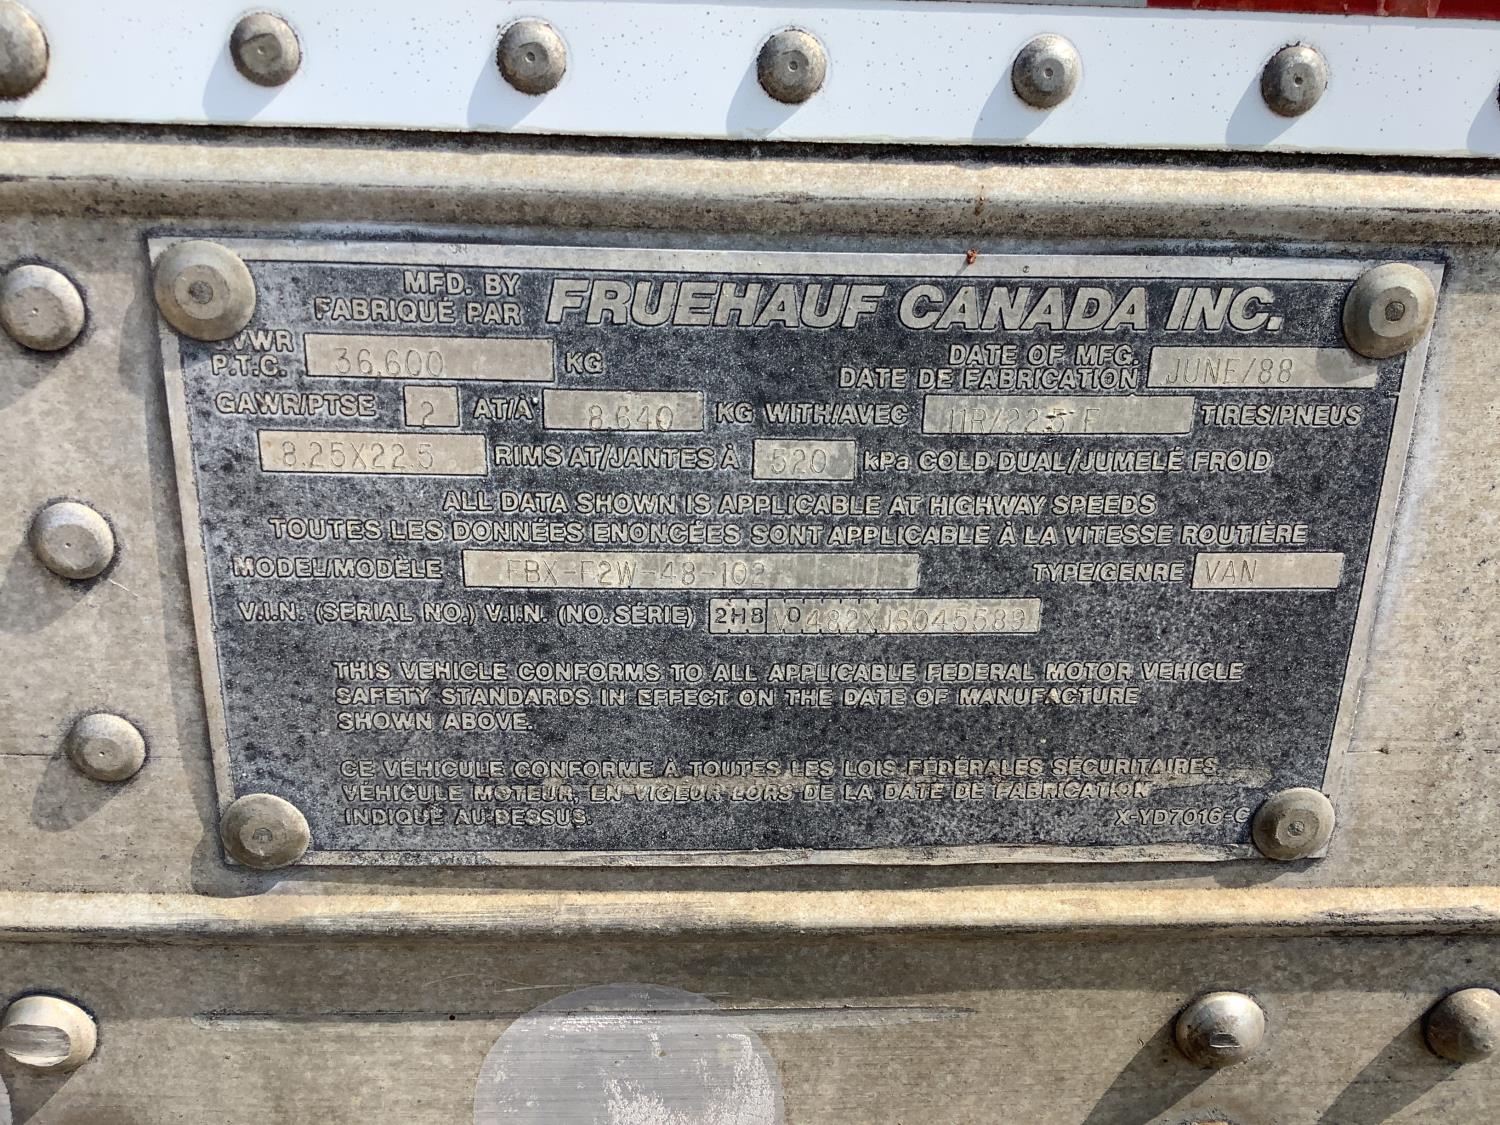 MFD. BY
FABRIQUÉ PAR FRUEHAUF CANADA INC.
P.T.C. 36,600 KG
DATE OF MFG.
DATE DE FABRICATION JUNE/88
GAWR/PTSE 2 AT/À 8,640 KG WITH/AVEC 11R/22.5 F TIRES/PNEUS
8.25X22.5 RIMS AT/JANTES À 520 kPa COLD DUAL/JUMELÉ FROID
ALL DATA SHOWN IS APPLICABLE AT HIGHWAY SPEEDS
TOUTES LES DONNÉES ENONCÉES SONT APPLICABLE À LA VITESSE ROUTIÈRE
MODEL/MODÈLE FBX-F2W-48-102 TYPE/GENRE VAN
V.I.N. (SERIAL NO.) V.I.N. (NO. SÉRIE)
THIS VEHICLE CONFORMS TO ALL APPLICABLE FEDERAL MOTOR VEHICLE
SAFETY STANDARDS IN EFFECT ON THE DATE OF MANUFACTURE
SHOWN ABOVE.
CE VÉHICULE CONFORME À TOUTES LES LOIS FÉDÉRALES SÉCURITAIRES
VÉHICULE MOTEUR, EN VIGEUR LORS DE LA DATE DE FABRICATION
INDIQUÉ AU-DESSUS. X-YD7016-C